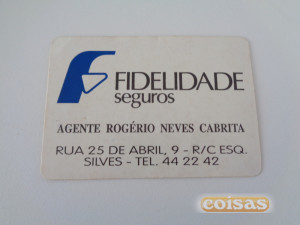 FIDELIDADE
seguros
AGENTE ROGÉRIO NEVES CABRITA
RUA 25 DE ABRIL, 9 - R/C ESQ.
SILVES - TEL. 44 22 42
coisas